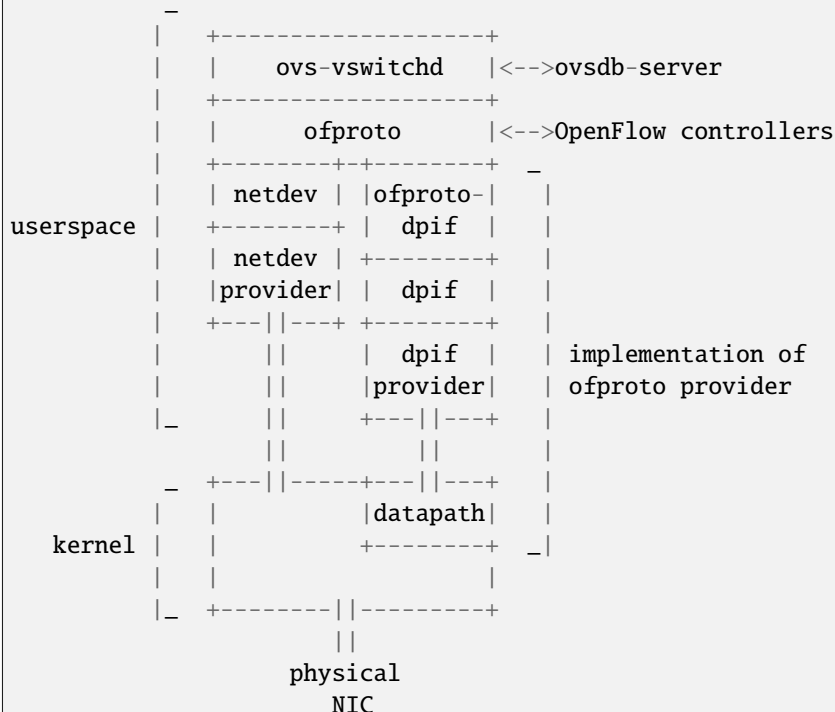 ovs-vswitchd |<-->ovsdb-server
ofproto |<-->OpenFlow controllers
netdev | |ofproto-|
userspace | dpif
netdev
|provider| | dpif
dpif | implementation of
|provider| | ofproto provider
|datapath|
kernel
physical
NIC